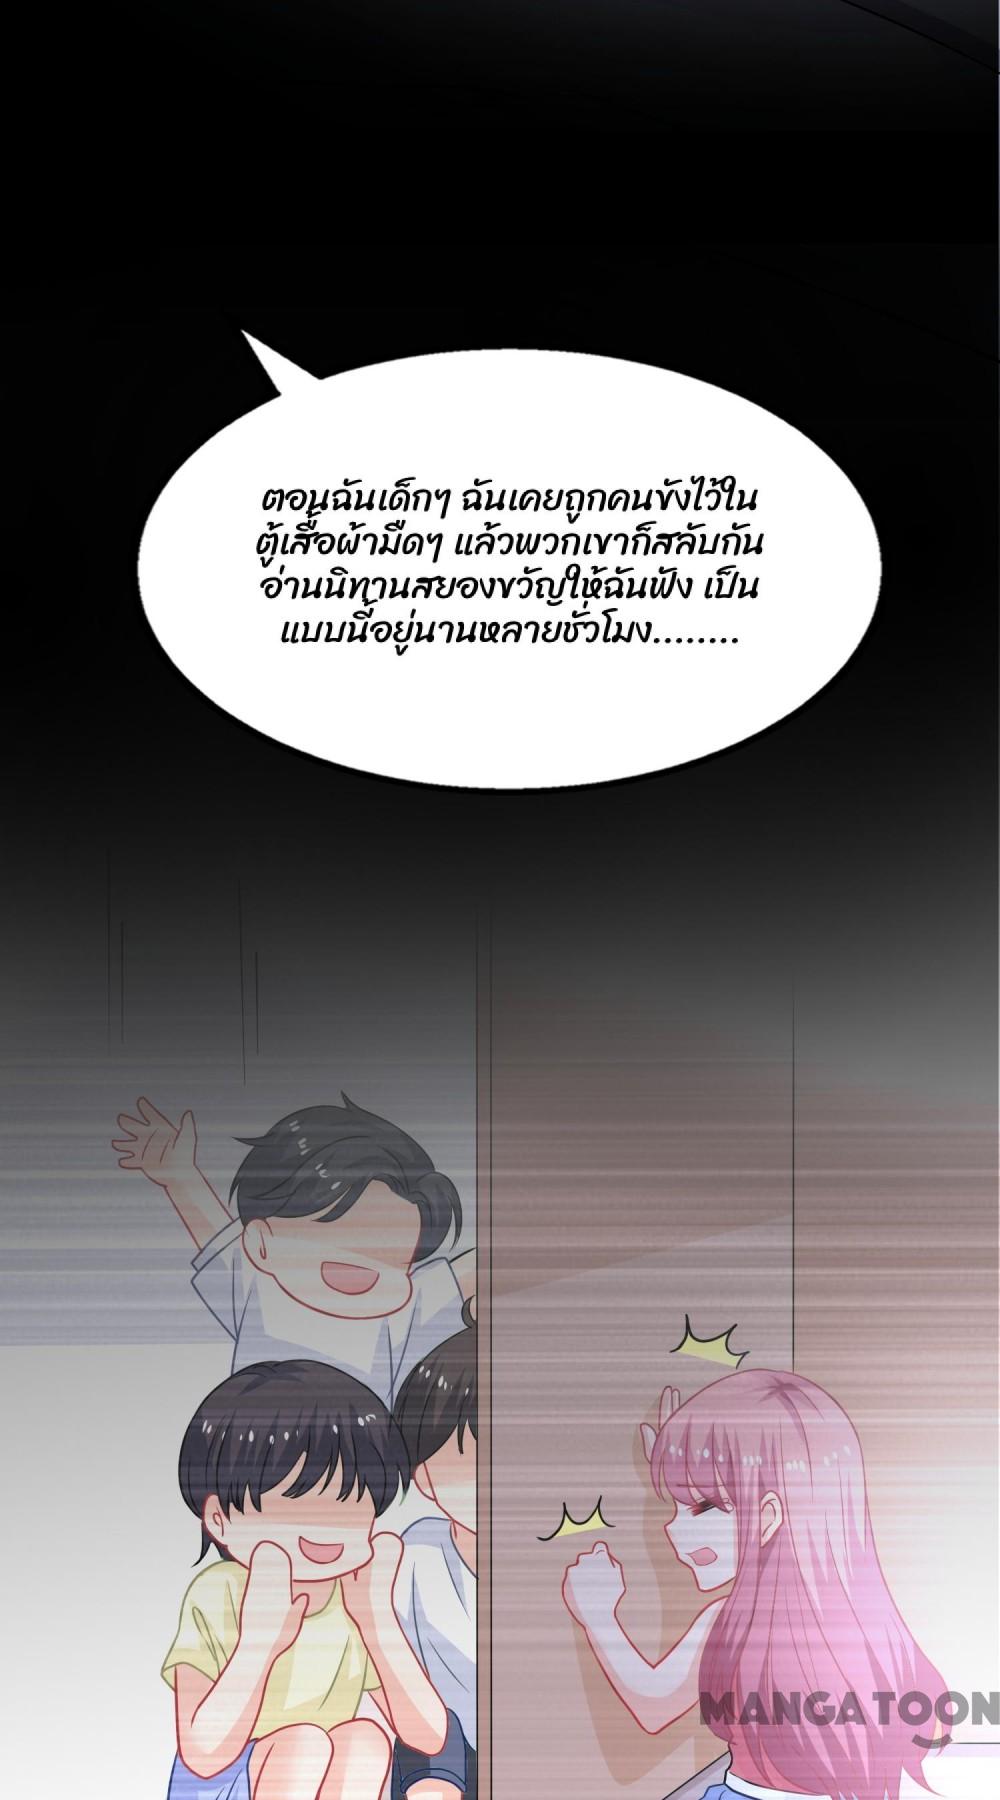 ตอนฉันเด็กๆ ฉันเคยถูกคนขังไว้ใน
ตู้เสื้อผ้ามืดๆ แล้วพวกเขาก็สลับกัน
อ่านนิทานสยองขวัญให้ฉันฟัง เป็น
แบบนี้อยู่นานหลายชั่วโมง........
MANGA TOON